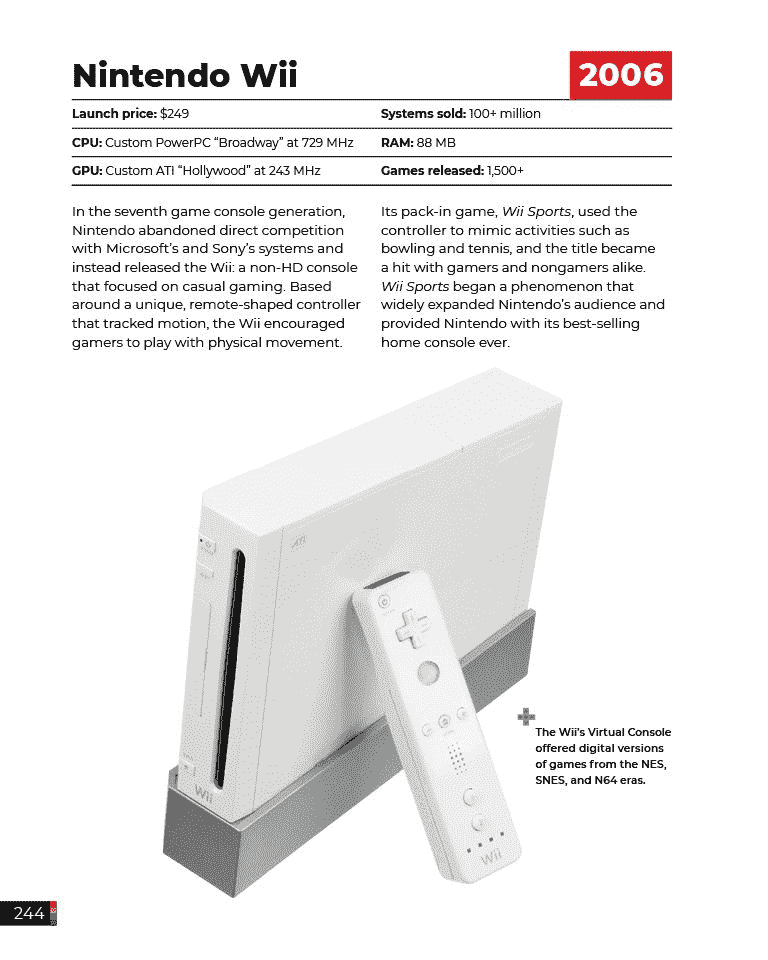 Nintendo Wii
2006
Launch price: $249
Systems sold: 100+ million
CPU: Custom PowerPC “Broadway” at 729 MHz
RAM: 88 MB
GPU: Custom ATI “Hollywood” at 243 MHz
Games released: 1,500+
In the seventh game console generation,
Nintendo abandoned direct competition
with Microsoft’s and Sony’s systems and
instead released the Wii: a non-HD console
that focused on casual gaming. Based
around a unique, remote-shaped controller
that tracked motion, the Wii encouraged
gamers to play with physical movement.
Its pack-in game, Wii Sports, used the
controller to mimic activities such as
bowling and tennis, and the title became
a hit with gamers and nongamers alike.
Wii Sports began a phenomenon that
widely expanded Nintendo’s audience and
provided Nintendo with its best-selling
home console ever.
ATI
Wii
Wii
The Wii’s Virtual Console
offered digital versions
of games from the NES,
SNES, and N64 eras.
244